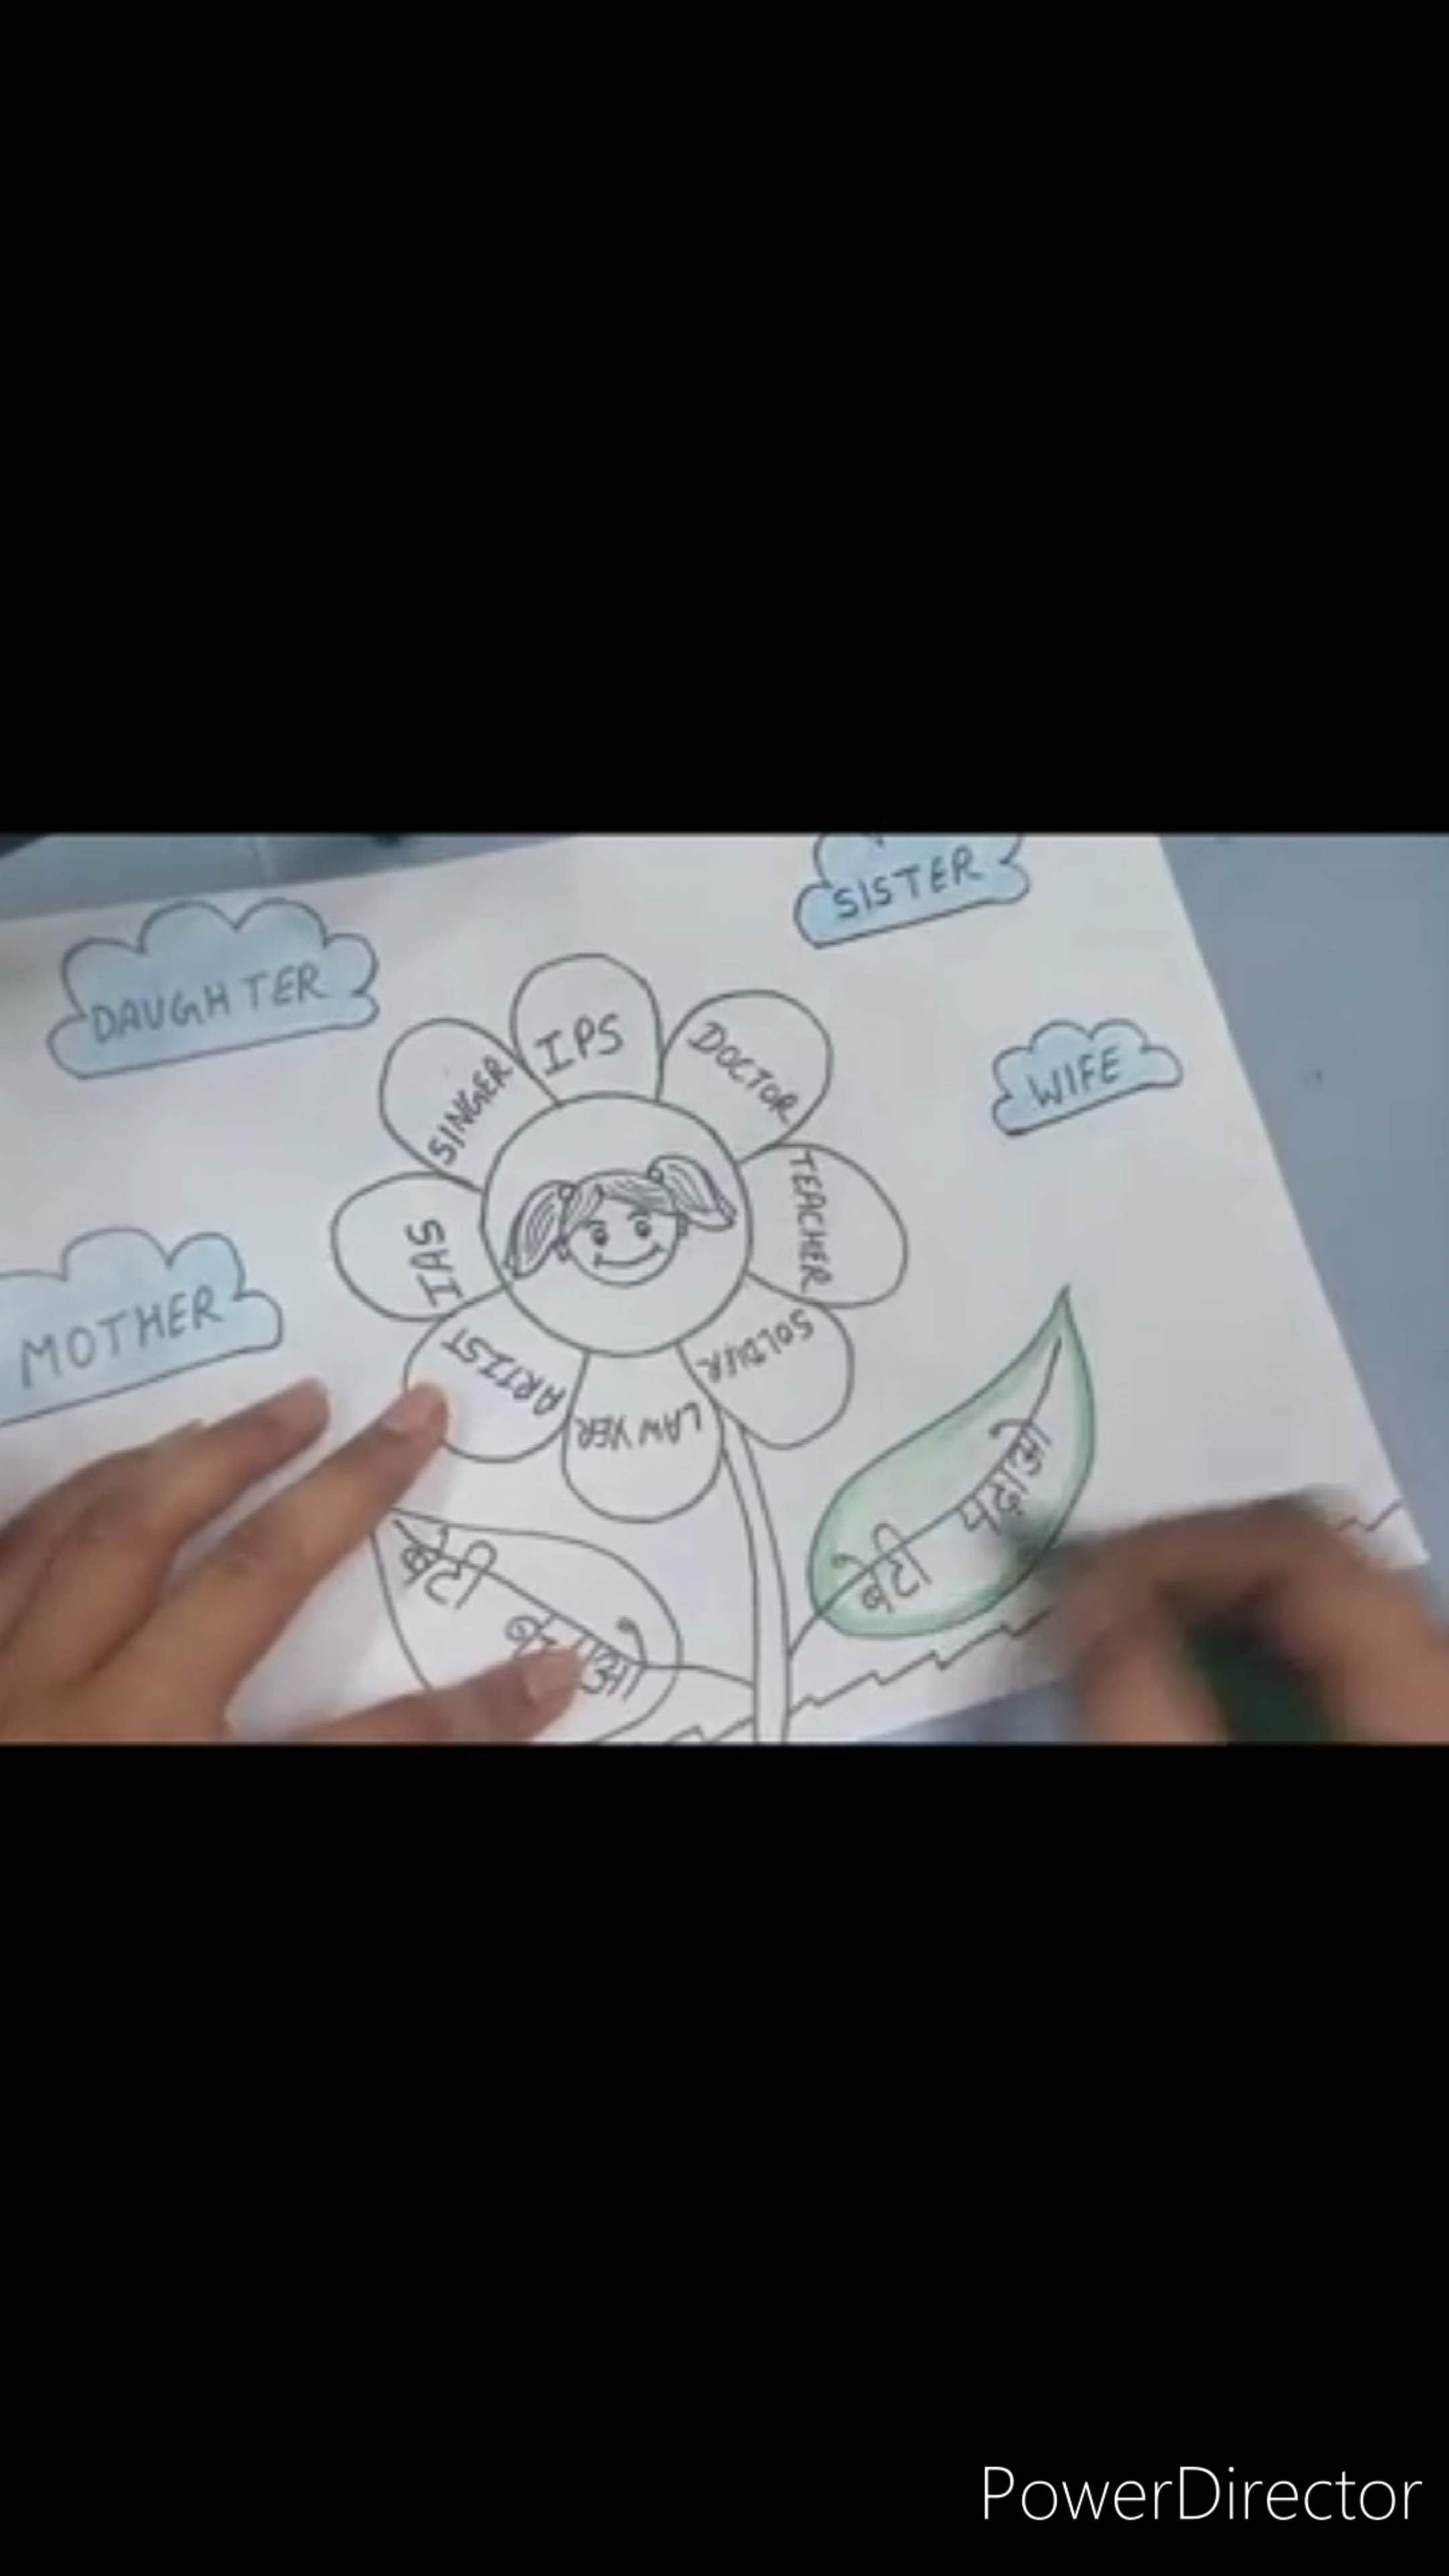 SISTER
DAUGHTER
WIFE
MOTHER
IPS
DOCTOR
TEACHER
SOLDIER
LAWYER
ARTIST
IAS
SINGER
बेटी पढ़ाओ
बेटी
PowerDirector